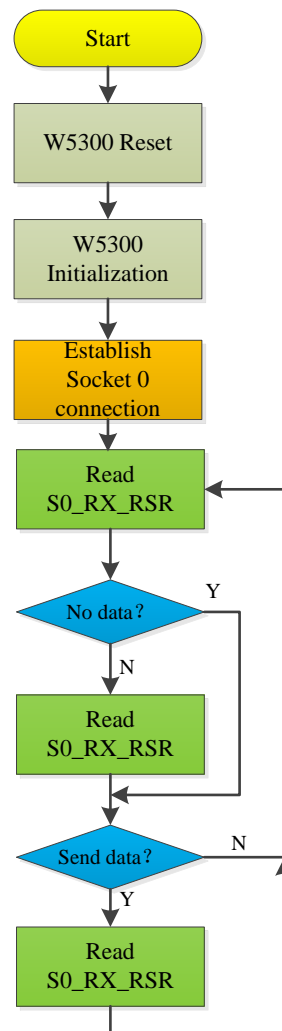 Start
W5300 Reset
W5300
Initialization
Establish
Socket 0
connection
Read
S0_RX_RSR
No data?
Y
N
Read
S0_RX_RSR
Send data?
N
Y
Read
S0_RX_RSR